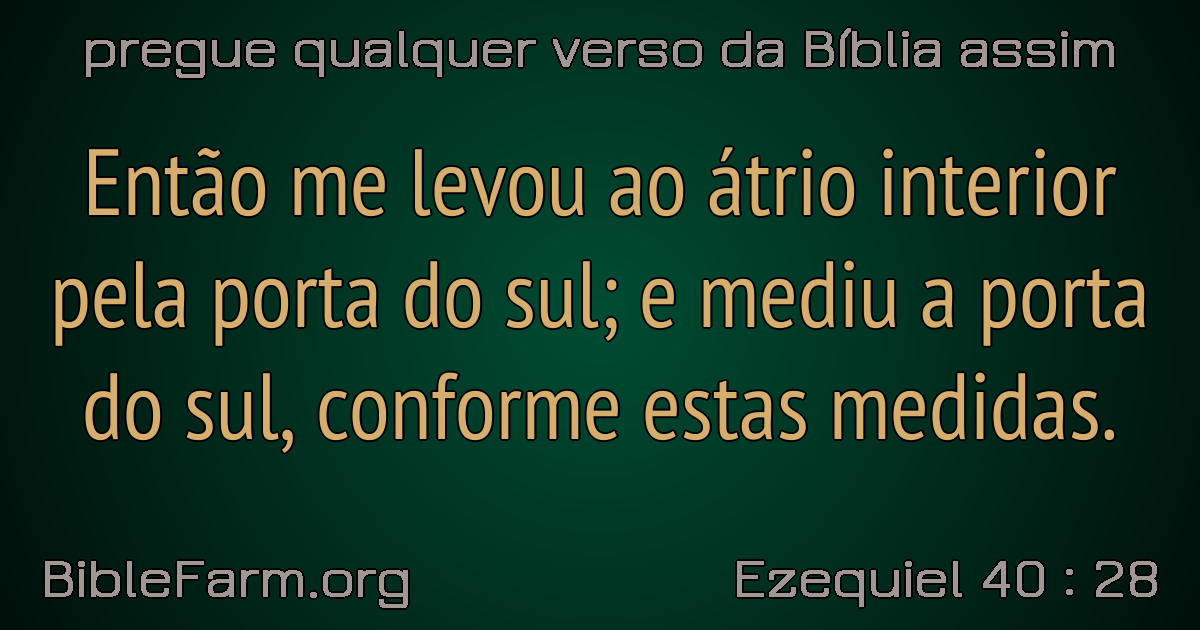 pregue qualquer verso da Bíblia assim
Então me levou ao átrio interior
pela porta do sul; e mediu a porta
do sul, conforme estas medidas.
BibleFarm.org
Ezequiel 40 : 28